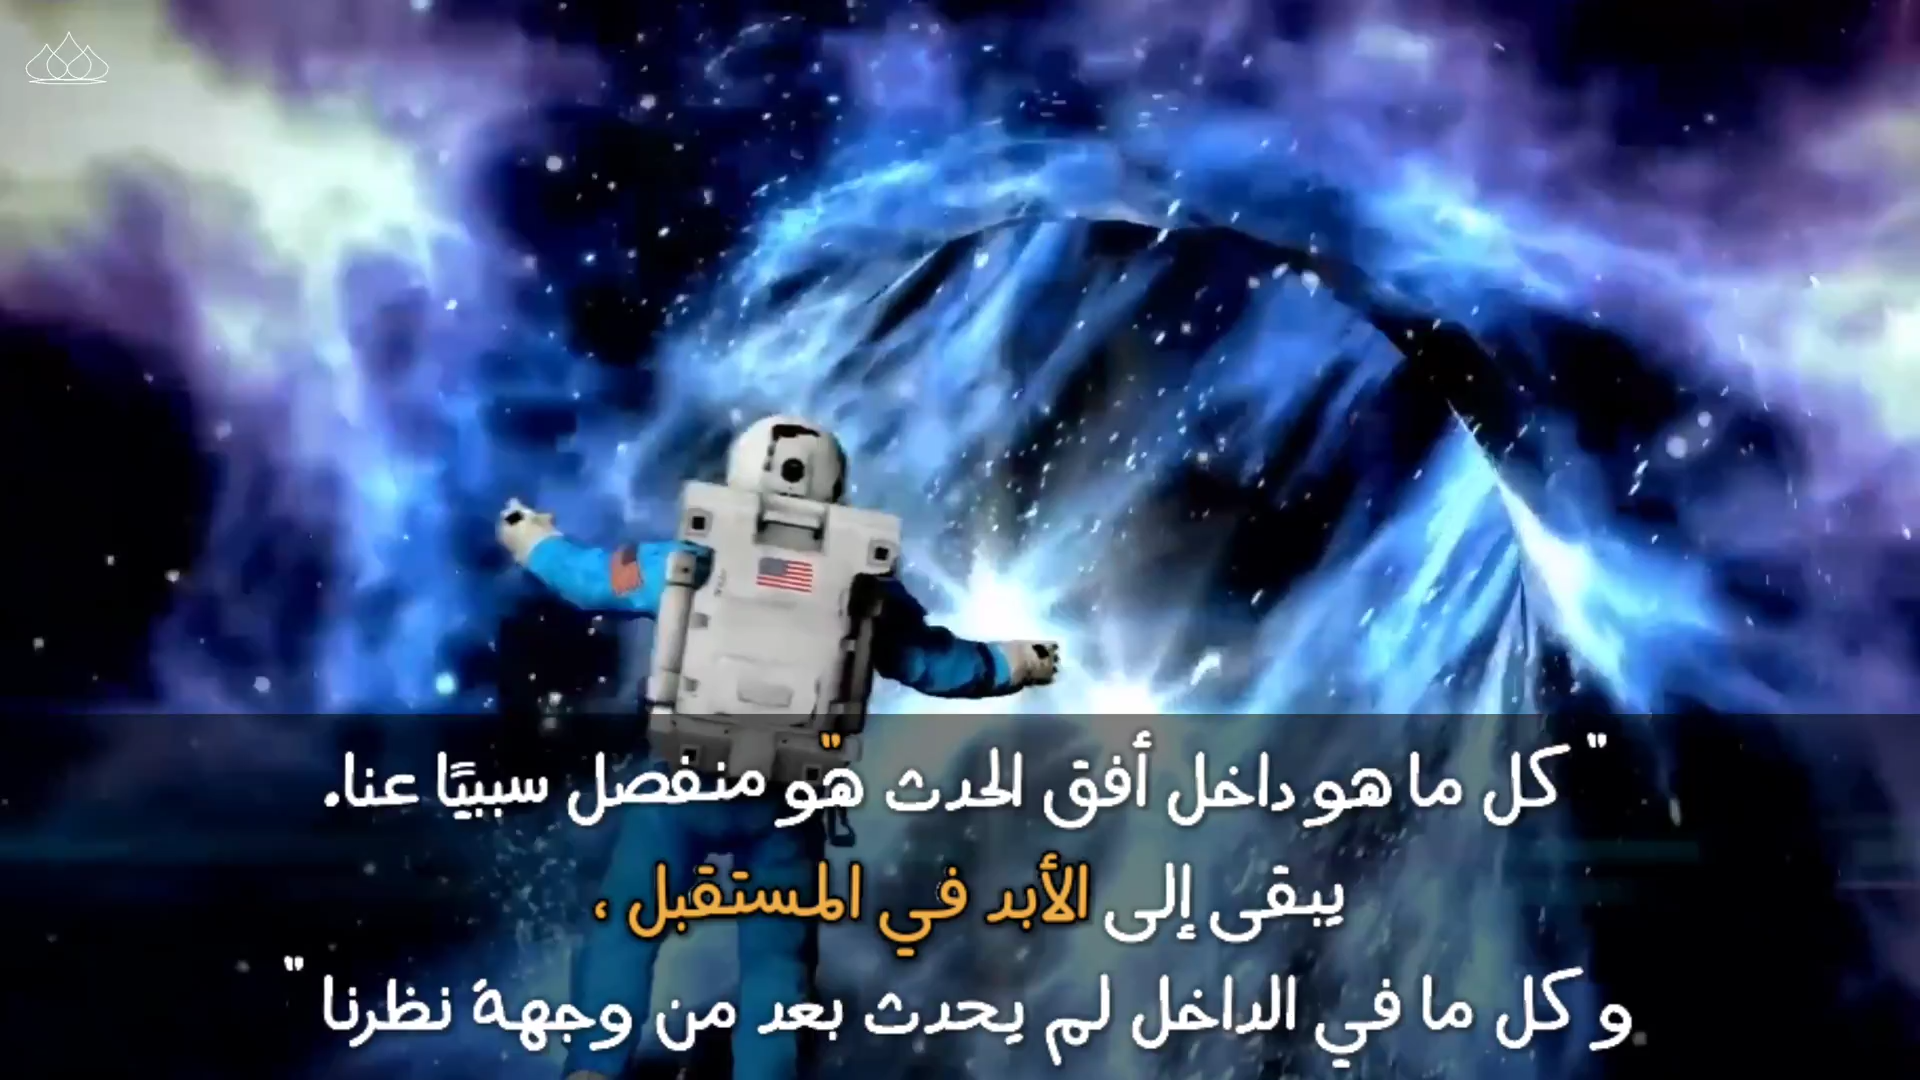 " كل ما هو داخل أفق الحدث "هو منفصل سببيًا عنا.
يبقى إلى الأبد في المستقبل ،
و كل ما في الداخل لم يحدث بعد من وجهة نظرنا "